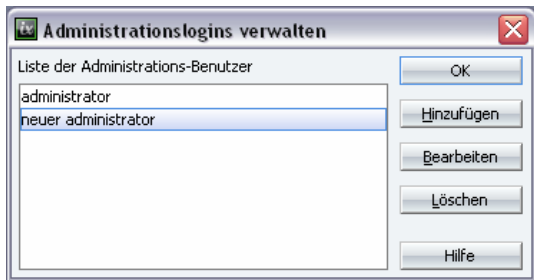 Administrationslogins verwalten
Liste der Administrations-Benutzer
administrator
neuer administrator
OK
Hinzufügen
Bearbeiten
Löschen
Hilfe